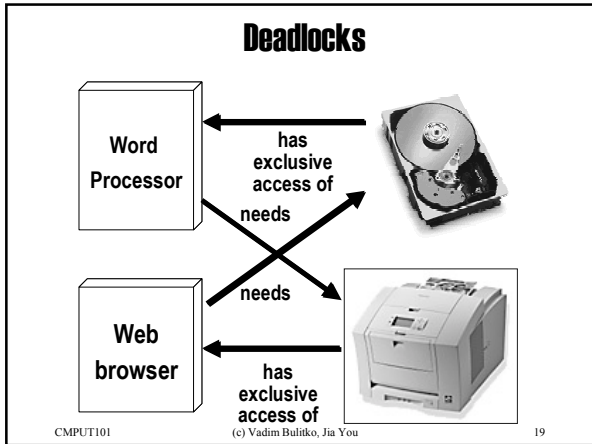 Deadlocks
Word
Processor
has
exclusive
access of
needs
needs
Web
browser
has
exclusive
access of
CMPUT101
(c) Vadim Bulitko, Jia You
19